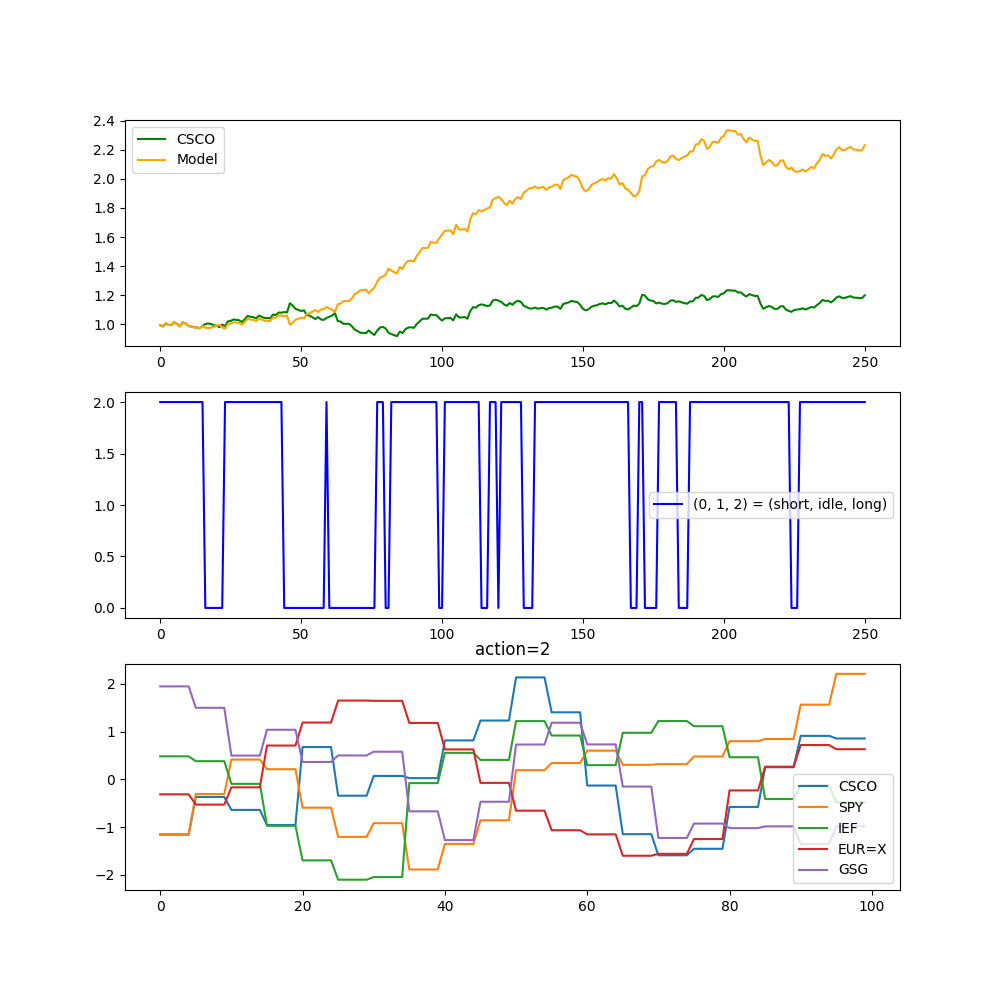 2.4
2.2
2.0
1.8
1.6
1.4
1.2
1.0
CSCO
Model
0 50 100 150 200 250
2.0
1.5
1.0
0.5
0.0
(0, 1, 2) = (short, idle, long)
0 50 100 150 200 250
action=2
2
1
0
−1
−2
CSCO
SPY
IEF
EUR=X
GSG
0 20 40 60 80 100